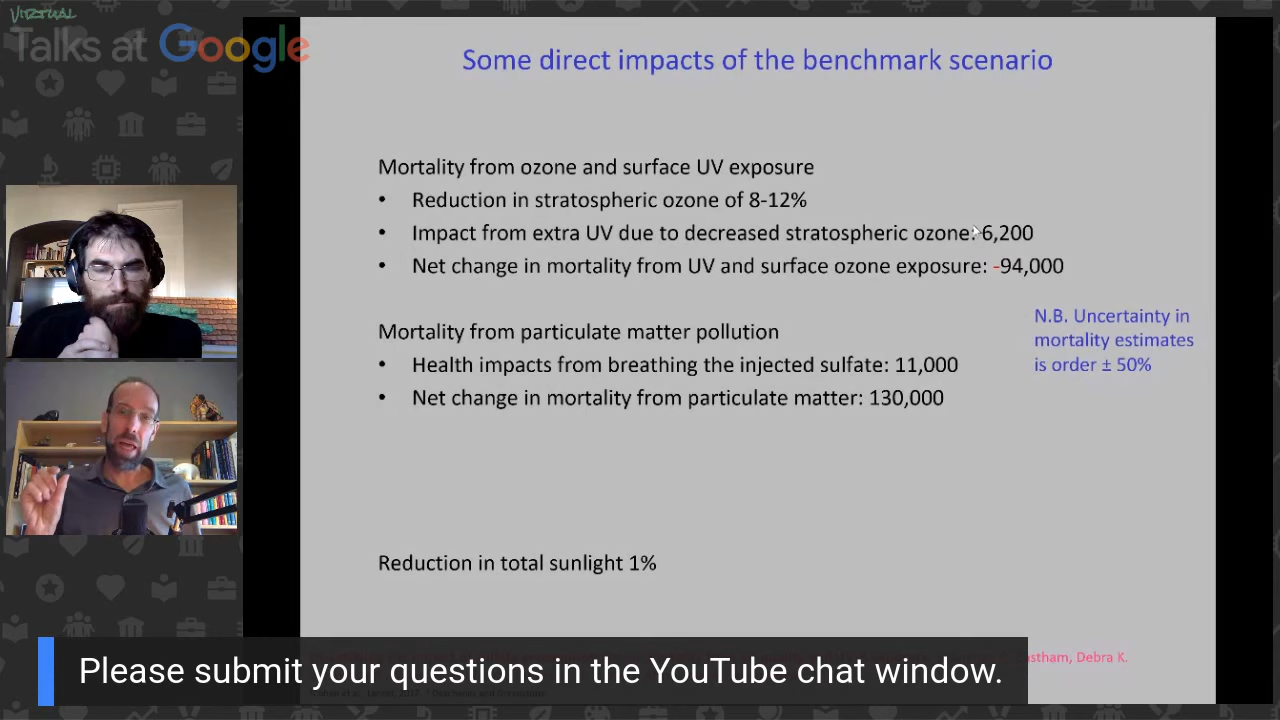 VIRTUAL
Talks at Google
Some direct impacts of the benchmark scenario
Mortality from ozone and surface UV exposure
• Reduction in stratospheric ozone of 8-12%
• Impact from extra UV due to decreased stratospheric ozone: 6,200
• Net change in mortality from UV and surface ozone exposure: -94,000
Mortality from particulate matter pollution
• Health impacts from breathing the injected sulfate: 11,000
• Net change in mortality from particulate matter: 130,000
N.B. Uncertainty in
mortality estimates
is order ± 50%
Reduction in total sunlight 1%
Eastham, Debra K.
Please submit your questions in the YouTube chat window.